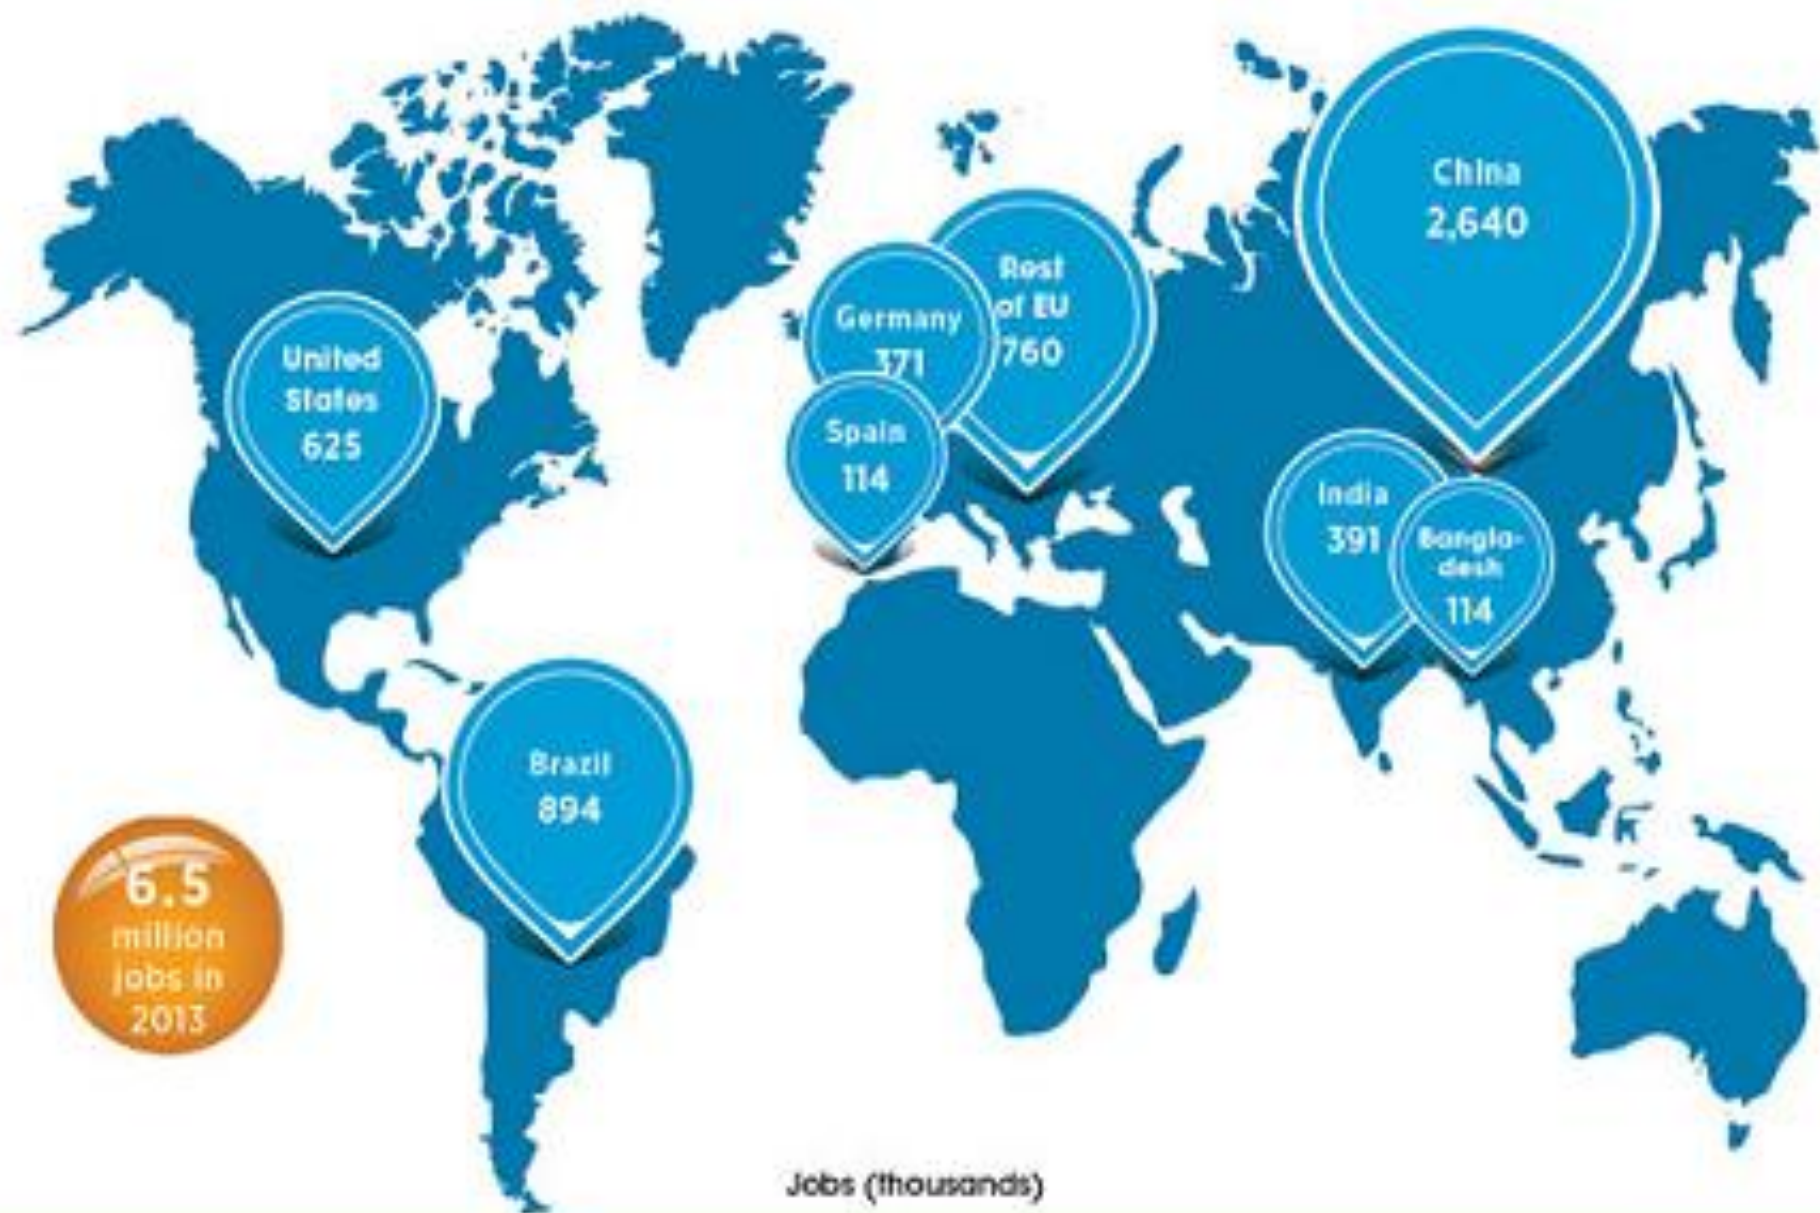 China
2,640
Rest
of EU
760
Germany
371
United
States
625
Spain
114
India
391
Bangla-
desh
114
Brazil
894
6.5
million
jobs in
2013
Jobs (thousands)